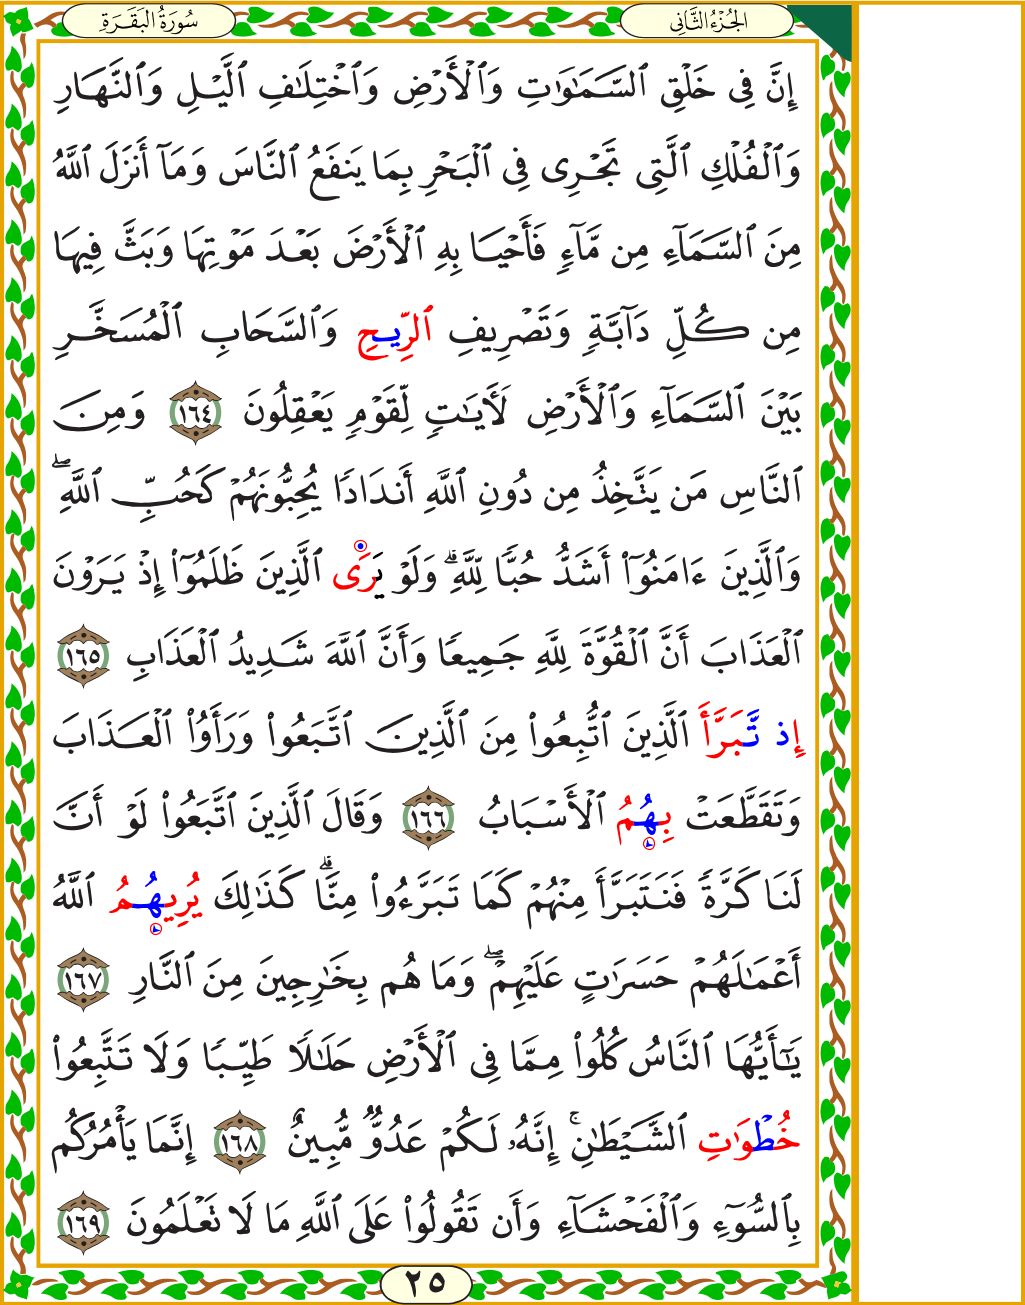 الجُزْءُ الثَّانِي
سُورَةُ البَقَرَةِ
إِنَّ فِي خَلْقِ ٱلسَّمَٰوَٰتِ وَٱلْأَرْضِ وَٱخْتِلَٰفِ ٱلَّيْلِ وَٱلنَّهَارِ
وَٱلْفُلْكِ ٱلَّتِي تَجْرِي فِي ٱلْبَحْرِ بِمَا يَنفَعُ ٱلنَّاسَ وَمَآ أَنزَلَ ٱللَّهُ
مِنَ ٱلسَّمَآءِ مِن مَّآءٍ فَأَحْيَا بِهِ ٱلْأَرْضَ بَعْدَ مَوْتِهَا وَبَثَّ فِيهَا
مِن كُلِّ دَآبَّةٍ وَتَصْرِيفِ ٱلرِّيحِ وَٱلسَّحَابِ ٱلْمُسَخَّرِ
بَيْنَ ٱلسَّمَآءِ وَٱلْأَرْضِ لَأٓيَٰتٍ لِّقَوْمٍ يَعْقِلُونَ ١٦٤ وَمِنَ
ٱلنَّاسِ مَن يَتَّخِذُ مِن دُونِ ٱللَّهِ أَندَادًا يُحِبُّونَهُمْ كَحُبِّ ٱللَّهِۖ
وَٱلَّذِينَ ءَامَنُوٓا۟ أَشَدُّ حُبًّا لِّلَّهِۗ وَلَوْ يَرَى ٱلَّذِينَ ظَلَمُوٓا۟ إِذْ يَرَوْنَ
ٱلْعَذَابَ أَنَّ ٱلْقُوَّةَ لِلَّهِ جَمِيعًا وَأَنَّ ٱللَّهَ شَدِيدُ ٱلْعَذَابِ ١٦٥
إِذ تَّبَرَّأَ ٱلَّذِينَ ٱتُّبِعُوا۟ مِنَ ٱلَّذِينَ ٱتَّبَعُوا۟ وَرَأَوُا۟ ٱلْعَذَابَ
وَتَقَطَّعَتْ بِهُمُ ٱلْأَسْبَابُ ١٦٦ وَقَالَ ٱلَّذِينَ ٱتَّبَعُوا۟ لَوْ أَنَّ
لَنَا كَرَّةً فَنَتَبَرَّأَ مِنْهُمْ كَمَا تَبَرَّءُوا۟ مِنَّاۗ كَذَٰلِكَ يُرِيهُمُ ٱللَّهُ
أَعْمَٰلَهُمْ حَسَرَٰتٍ عَلَيْهِمْۖ وَمَا هُم بِخَٰرِجِينَ مِنَ ٱلنَّارِ ١٦٧
يَٰٓأَيُّهَا ٱلنَّاسُ كُلُوا۟ مِمَّا فِي ٱلْأَرْضِ حَلَٰلًا طَيِّبًا وَلَا تَتَّبِعُوا۟
خُطْوَٰتِ ٱلشَّيْطَٰنِۚ إِنَّهُۥ لَكُمْ عَدُوٌّ مُّبِينٌ ١٦٨ إِنَّمَا يَأْمُرُكُم
بِٱلسُّوٓءِ وَٱلْفَحْشَآءِ وَأَن تَقُولُوا۟ عَلَى ٱللَّهِ مَا لَا تَعْلَمُونَ ١٦٩
٢٥